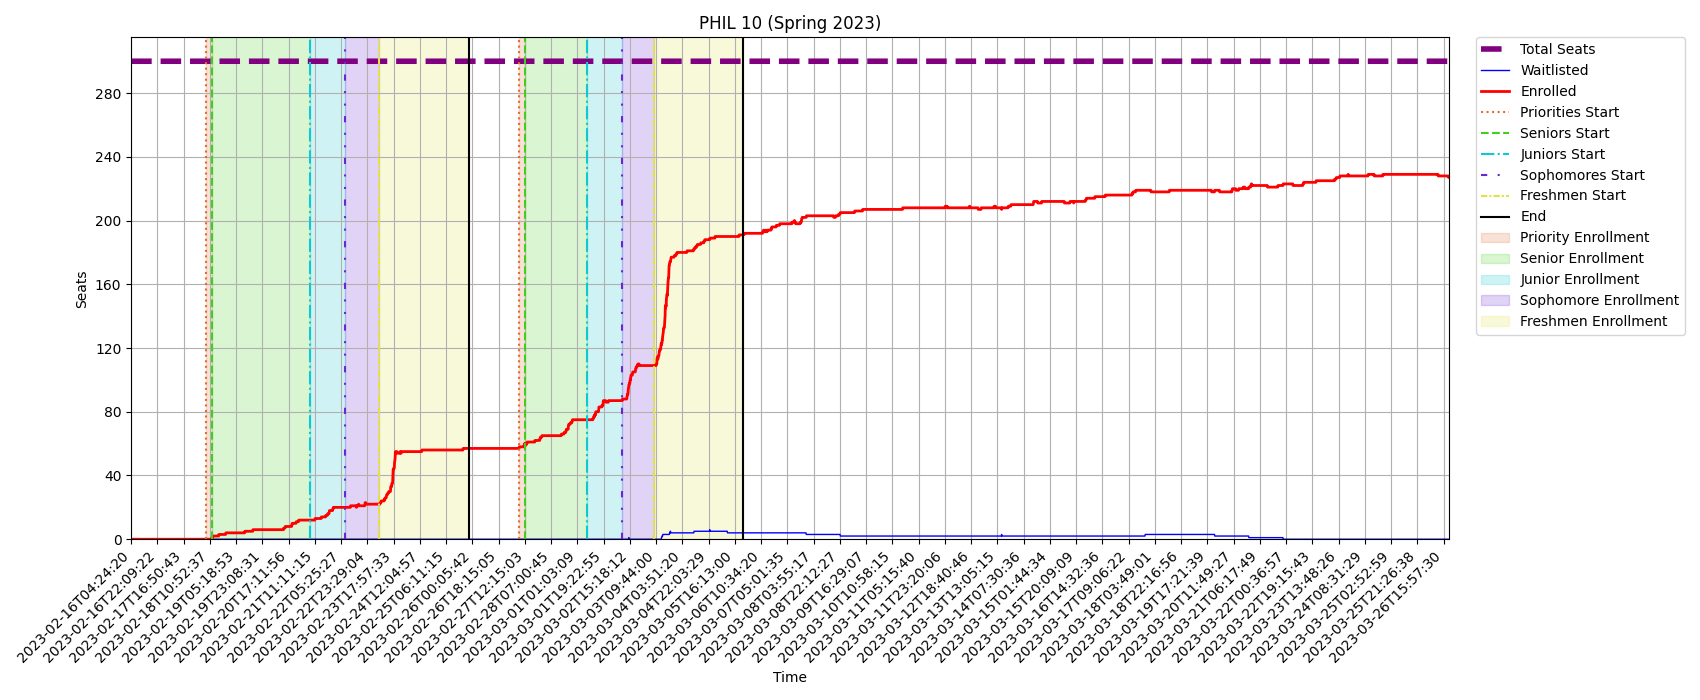 PHIL 10 (Spring 2023)
Total Seats
Waitlisted
Enrolled
Priorities Start
Seniors Start
Juniors Start
Sophomores Start
Freshmen Start
End
Priority Enrollment
Senior Enrollment
Junior Enrollment
Sophomore Enrollment
Freshmen Enrollment
Seats
280
240
200
160
120
80
40
0
2023-02-16T04:24:20
2023-02-16T22:09:22
2023-02-17T16:50:43
2023-02-18T10:52:37
2023-02-19T05:18:53
2023-02-19T23:08:31
2023-02-20T17:11:56
2023-02-21T11:11:15
2023-02-22T05:25:27
2023-02-22T23:29:04
2023-02-23T17:57:33
2023-02-24T12:04:57
2023-02-25T06:11:15
2023-02-26T00:05:42
2023-02-26T18:15:05
2023-02-27T12:15:03
2023-02-28T07:00:45
2023-03-01T01:03:09
2023-03-01T19:22:55
2023-03-02T15:18:12
2023-03-03T09:44:00
2023-03-04T03:51:20
2023-03-04T22:03:29
2023-03-05T16:13:00
2023-03-06T10:34:20
2023-03-07T05:01:35
2023-03-08T03:55:17
2023-03-08T22:12:27
2023-03-09T16:29:07
2023-03-10T10:58:15
2023-03-11T05:15:40
2023-03-11T23:20:06
2023-03-12T18:40:46
2023-03-13T13:05:15
2023-03-14T07:30:36
2023-03-15T01:44:34
2023-03-15T20:09:09
2023-03-16T14:32:36
2023-03-17T09:06:22
2023-03-18T03:49:01
2023-03-18T22:16:56
2023-03-19T17:21:39
2023-03-20T11:49:27
2023-03-21T06:17:49
2023-03-22T00:36:57
2023-03-22T19:15:43
2023-03-23T13:48:26
2023-03-24T08:31:29
2023-03-25T02:52:59
2023-03-25T21:26:38
2023-03-26T15:57:30
Time